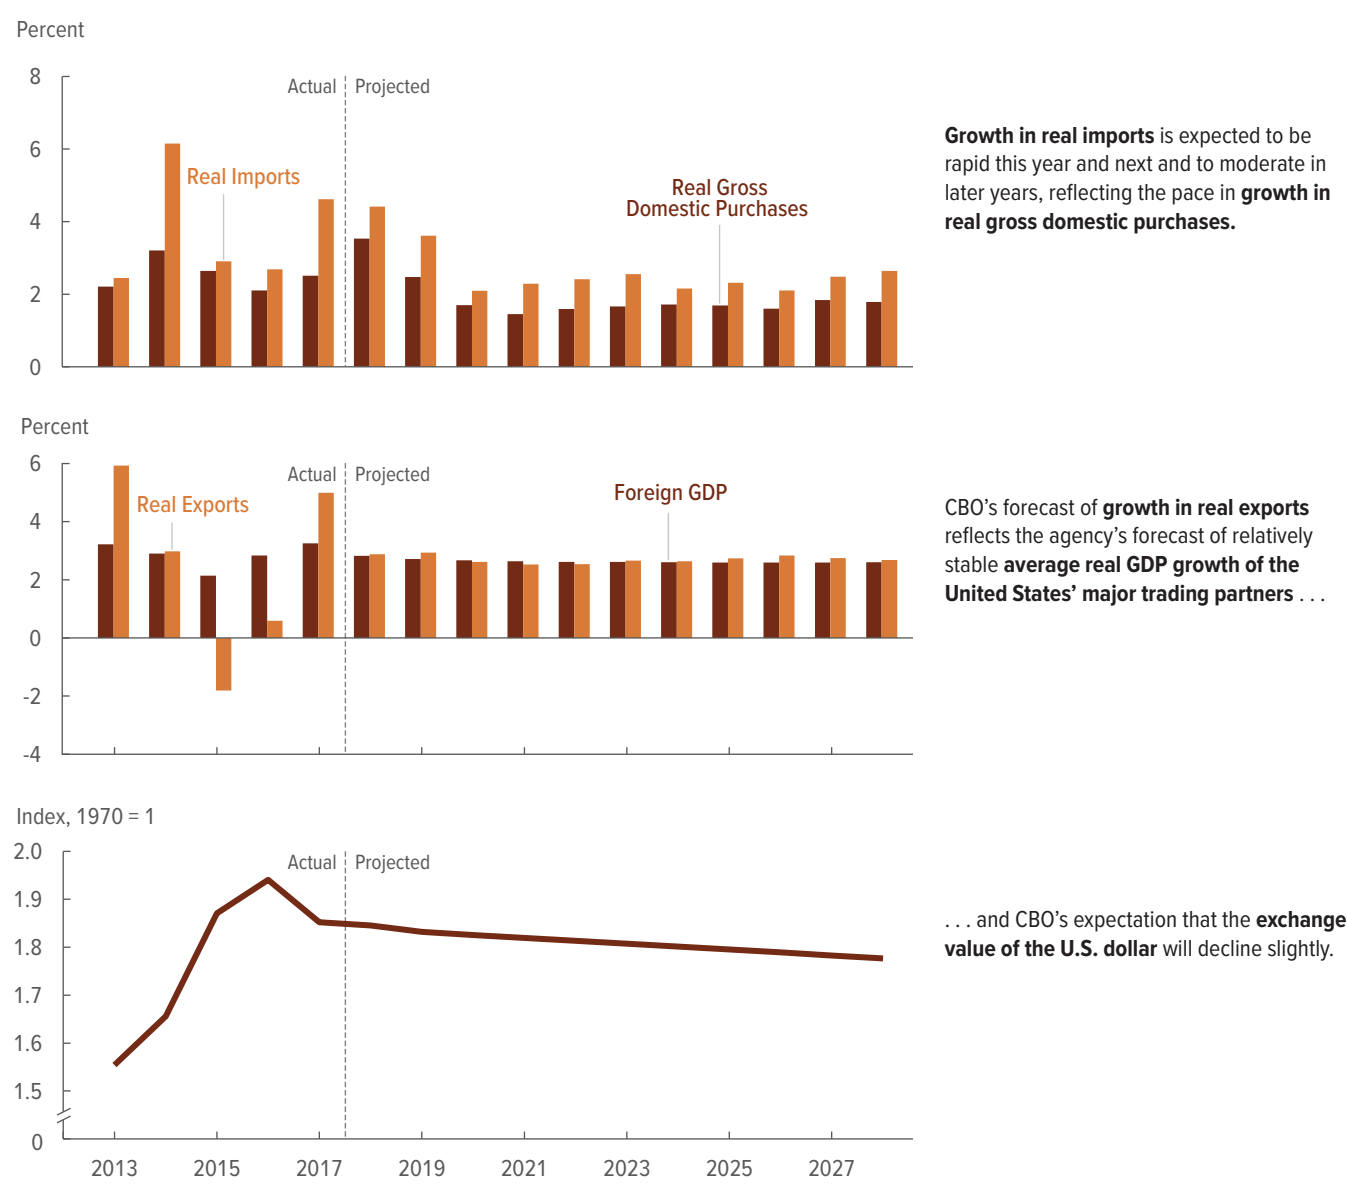 Percent
8
Actual
Projected
6
Real Imports
Real Gross
Domestic Purchases
4
2
0
Growth in real imports is expected to be
rapid this year and next and to moderate in
later years, reflecting the pace in growth in
real gross domestic purchases.
Percent
6
Actual
Projected
Real Exports
Foreign GDP
4
2
0
-2
-4
CBO’s forecast of growth in real exports
reflects the agency’s forecast of relatively
stable average real GDP growth of the
United States’ major trading partners . . .
Index, 1970 = 1
2.0
Actual
Projected
1.9
1.8
1.7
1.6
1.5
0
2013 2015 2017 2019 2021 2023 2025 2027
. . . and CBO’s expectation that the exchange
value of the U.S. dollar will decline slightly.